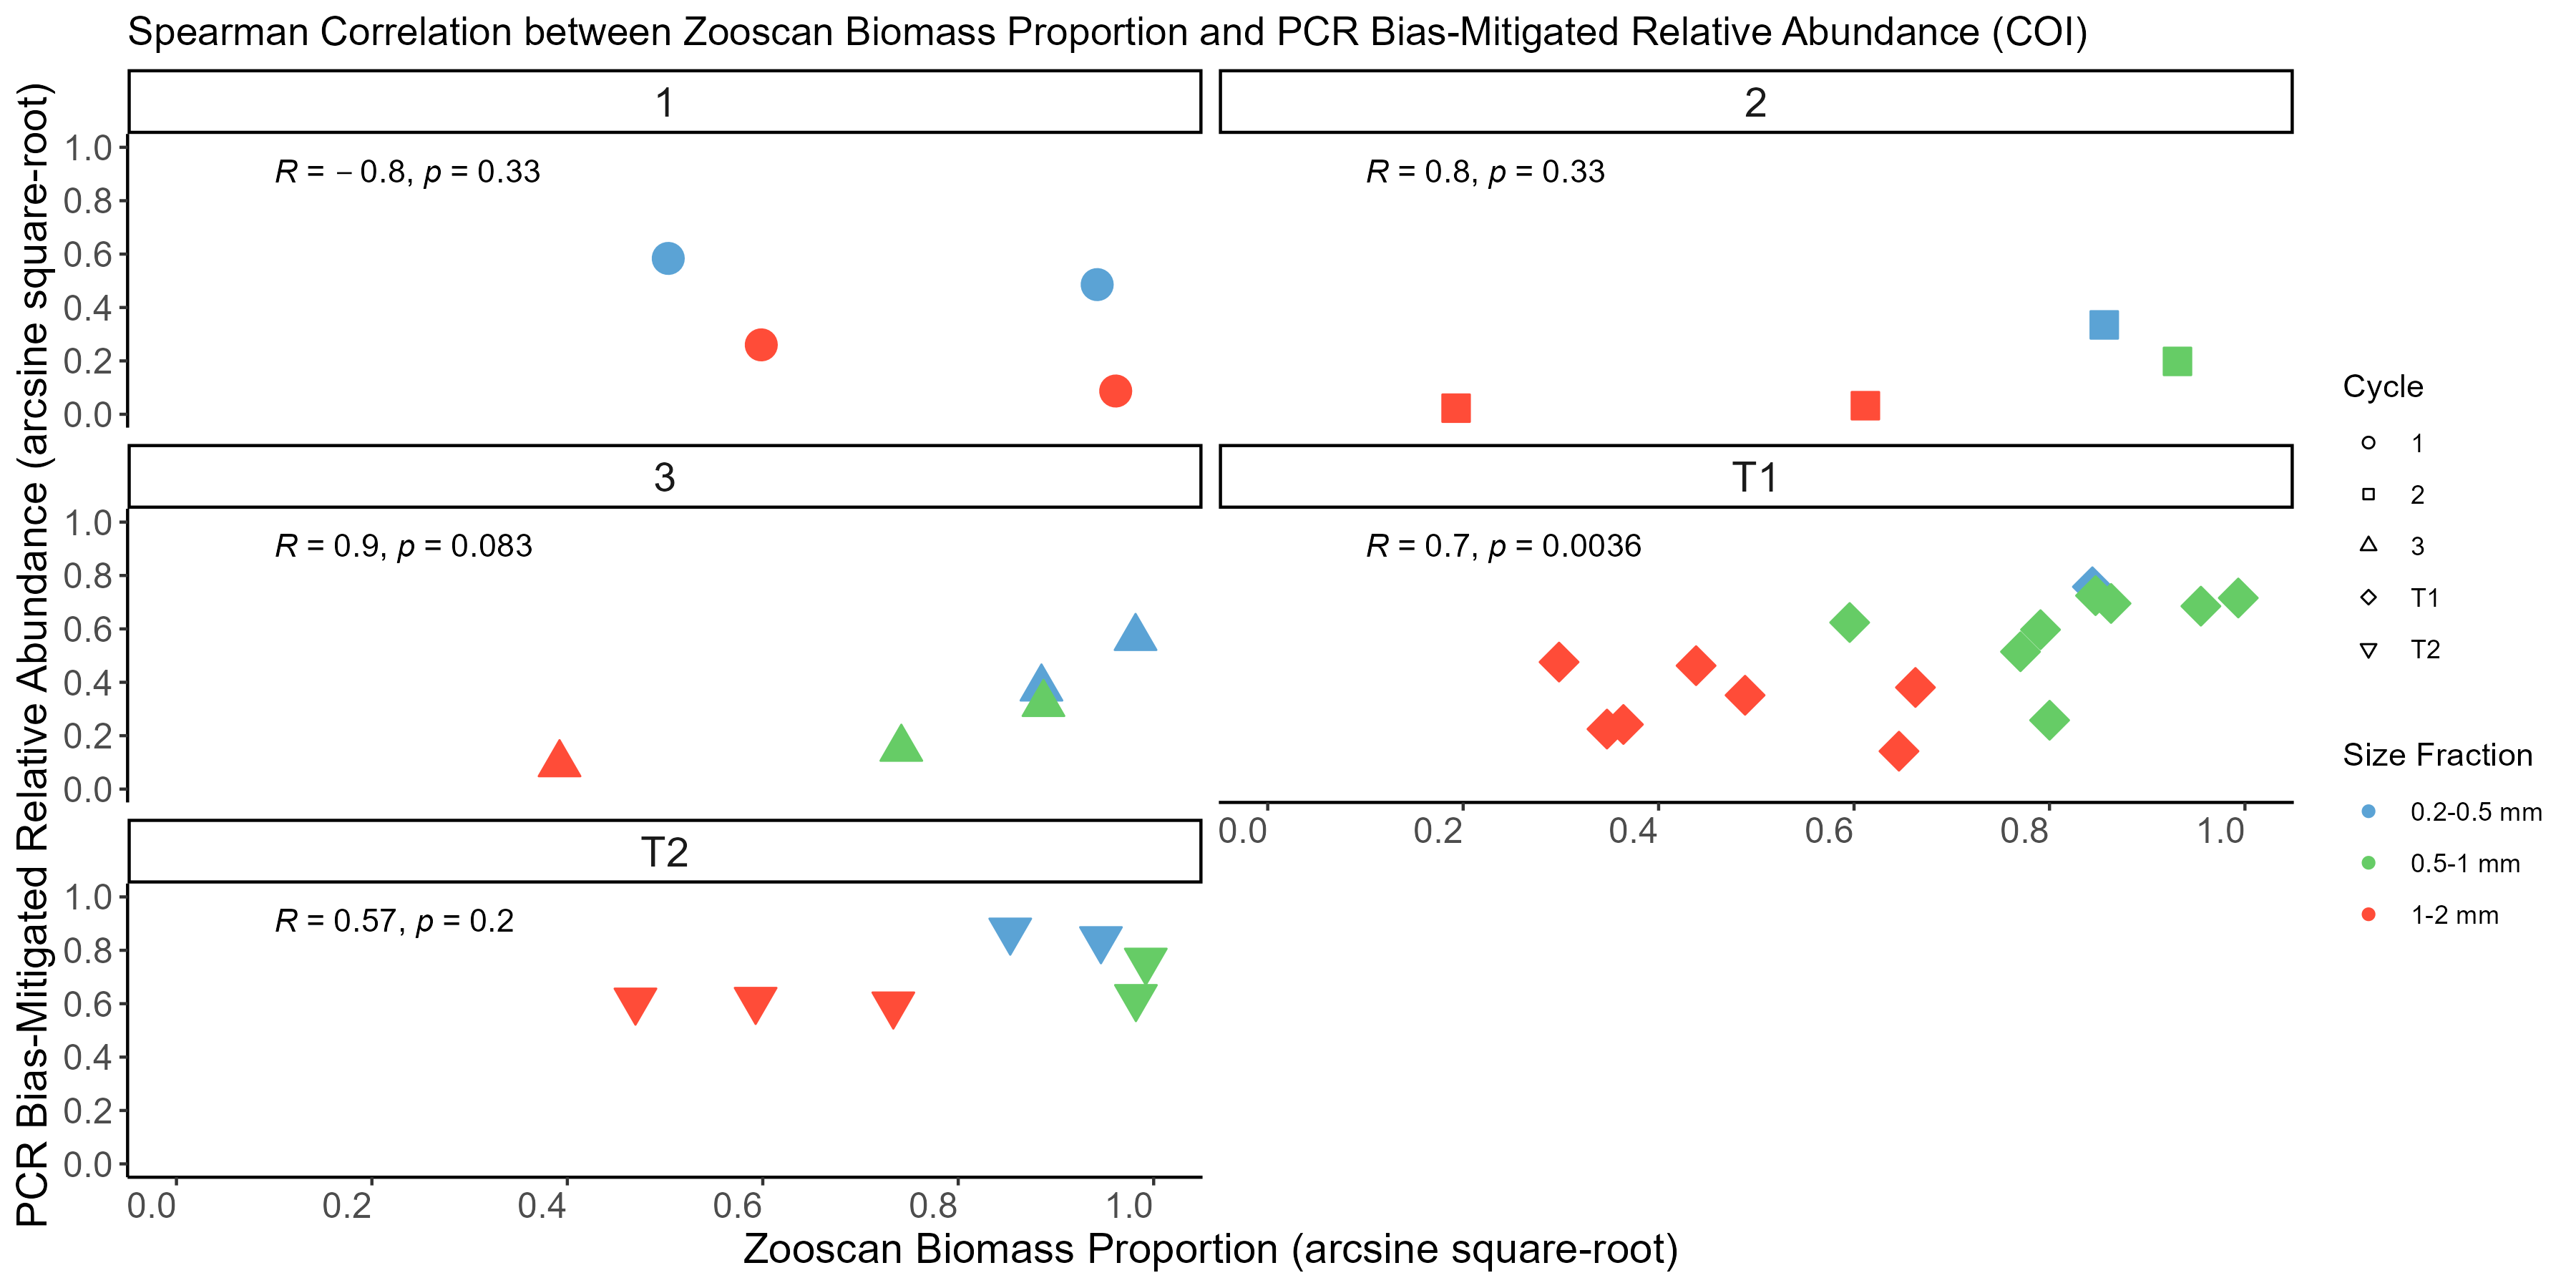 Spearman Correlation between Zooscan Biomass Proportion and PCR Bias-Mitigated Relative Abundance (COI)
PCR Bias-Mitigated Relative Abundance (arcsine square-root)
1
2
1.0
0.8
0.6
0.4
0.2
0.0
R = – 0.8, p = 0.33
R = 0.8, p = 0.33
3
T1
1.0
0.8
0.6
0.4
0.2
0.0
R = 0.9, p = 0.083
R = 0.7, p = 0.0036
0.0 0.2 0.4 0.6 0.8 1.0
T2
1.0
0.8
0.6
0.4
0.2
0.0
R = 0.57, p = 0.2
0.0 0.2 0.4 0.6 0.8 1.0
Zooscan Biomass Proportion (arcsine square-root)
Cycle
1
2
3
T1
T2
Size Fraction
0.2-0.5 mm
0.5-1 mm
1-2 mm